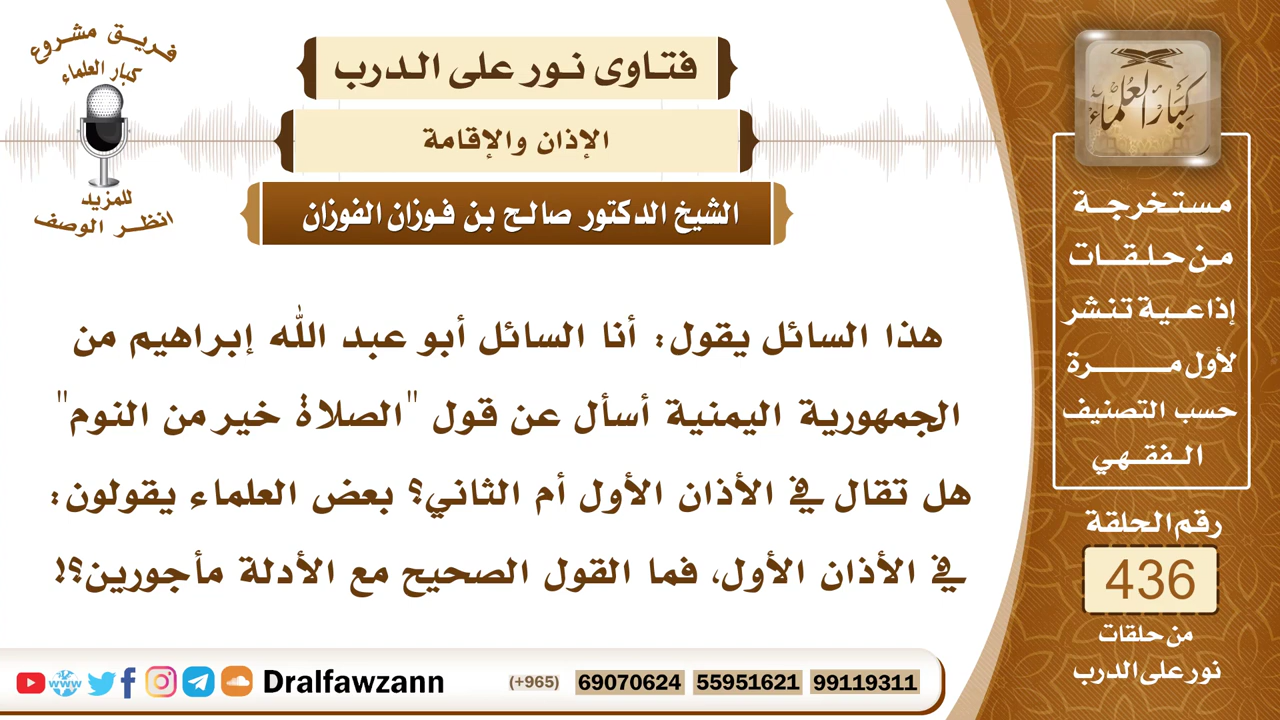 فريق مشروع
كبار العلماء
للمزيد
انظر الوصف
فتاوى نور على الدرب
الإذان والإقامة
الشيخ الدكتور صالح بن فوزان الفوزان
هذا السائل يقول: أنا السائل أبو عبد الله إبراهيم من
الجمهورية اليمنية أسأل عن قول "الصلاة خير من النوم"
هل تقال في الأذان الأول أم الثاني؟ بعض العلماء يقولون:
في الأذان الأول، فما القول الصحيح مع الأدلة مأجورين؟!
كبار العلماء
مستخرجة
من حلقات
إذاعية تنشر
لأول مرة
حسب التصنيف
الفقهي
رقم الحلقة
436
من حلقات
نور على الدرب
www
Dralfawzann
(+965) 69070624 55951621 99119311